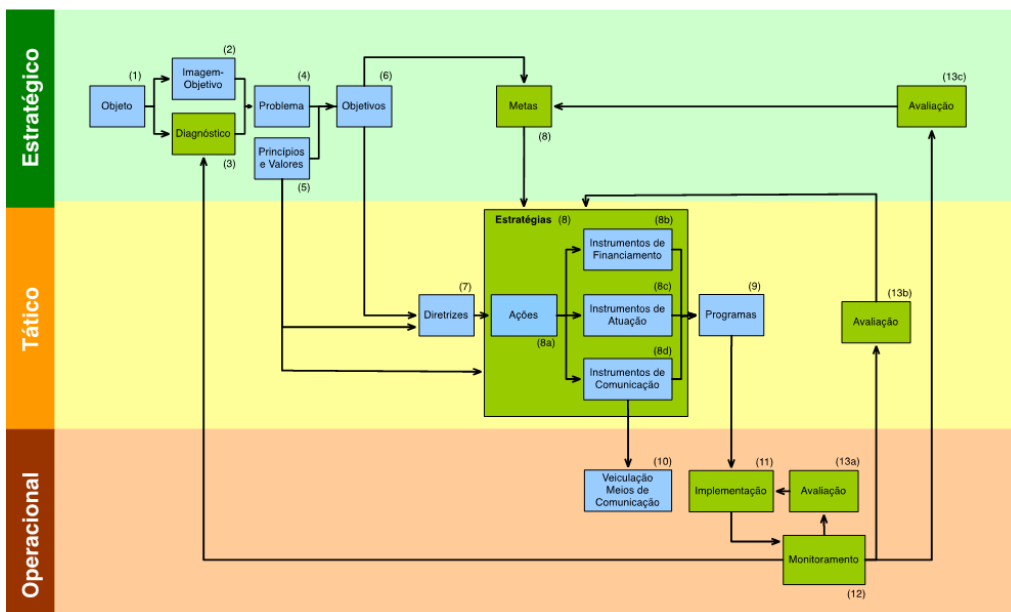 Estratégico
(1)
Objeto
(2)
Imagem-
Objetivo
Diagnóstico
(3)
(4)
Problema
Princípios
e Valores
(5)
(6)
Objetivos
Metas
(8)
(13c)
Avaliação
Tático
(7)
Diretrizes
Estratégias (8)
Ações
(8a)
(8b)
Instrumentos de
Financiamento
(8c)
Instrumentos de
Atuação
(8d)
Instrumentos de
Comunicação
(9)
Programas
(13b)
Avaliação
Operacional
(10)
Veiculação
Meios de
Comunicação
(11)
Implementação
(13a)
Avaliação
Monitoramento
(12)